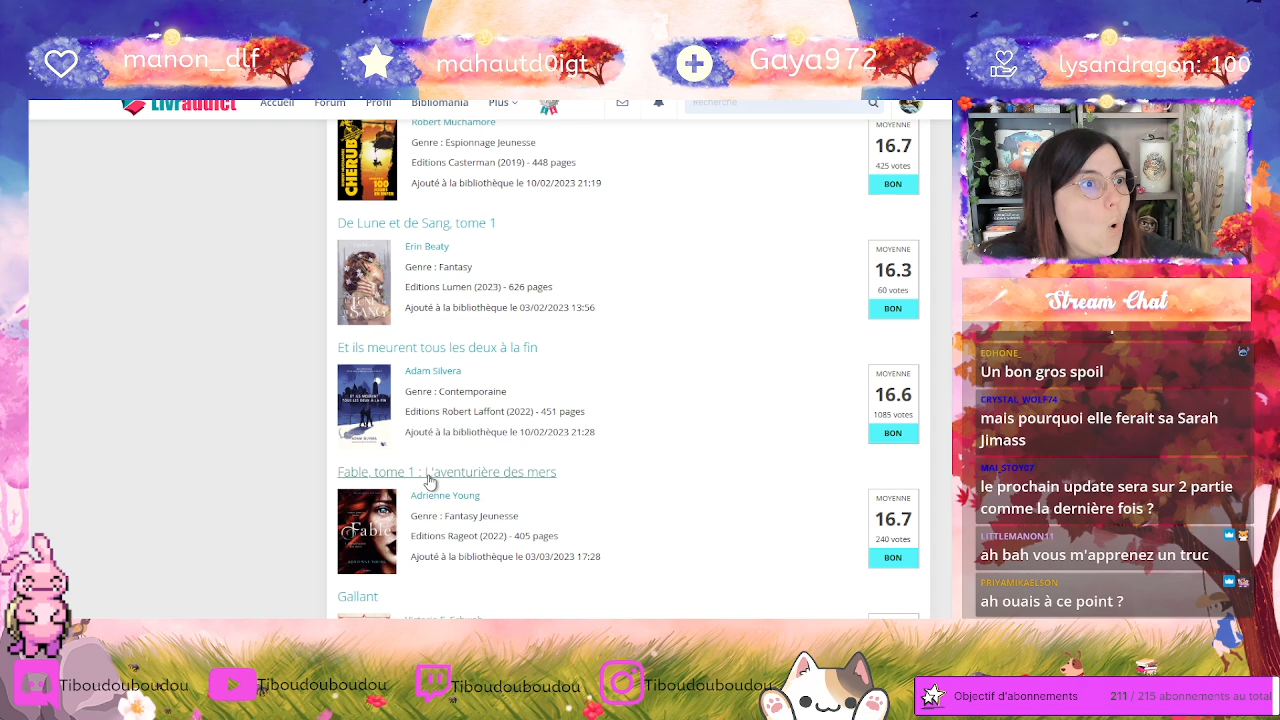 manon_dlf
mahautd0igt
Gaya972
lysandragon: 100
Livraddict
Accueil
Forum
Profil
Bibliomania
Plus
Recherche
Robert Muchamore
Genre : Espionnage Jeunesse
Editions Casterman (2019) - 448 pages
Ajouté à la bibliothèque le 10/02/2023 21:19
CHERUB
MOYENNE
16.7
425 votes
BON
De Lune et de Sang, tome 1
Erin Beaty
Genre : Fantasy
Editions Lumen (2023) - 626 pages
Ajouté à la bibliothèque le 03/02/2023 13:56
MOYENNE
16.3
60 votes
BON
Et ils meurent tous les deux à la fin
Adam Silvera
Genre : Contemporaine
Editions Robert Laffont (2022) - 451 pages
Ajouté à la bibliothèque le 10/02/2023 21:28
MOYENNE
16.6
1085 votes
BON
Fable, tome 1 : L'aventurière des mers
Adrienne Young
Genre : Fantasy Jeunesse
Editions Rageot (2022) - 405 pages
Ajouté à la bibliothèque le 03/03/2023 17:28
Fable
MOYENNE
16.7
240 votes
BON
Gallant
Stream Chat
EDHONE_
Un bon gros spoil
CRYSTAL_WOLF74
mais pourquoi elle ferait sa Sarah
Jimass
MAI_STOY07
le prochain update sera sur 2 partie
comme la dernière fois ?
LITTLEMANON11
ah bah vous m'apprenez un truc
PRIYAMIKAELSON
ah ouais à ce point ?
Tiboudouboudou
Tiboudouboudou
Tiboudouboudou
Tiboudouboudou
Objectif d'abonnements
211 / 215 abonnements au total